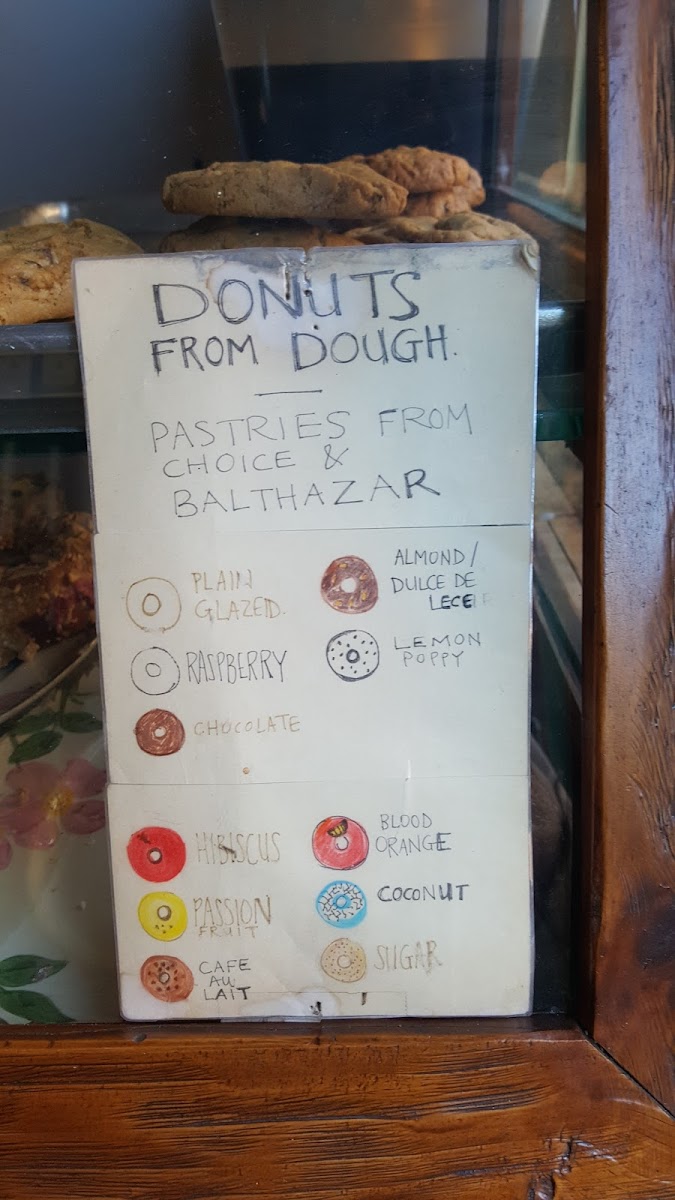 DONUTS
FROM DOUGH.
PASTRIES FROM
CHOICE &
BALTHAZAR
PLAIN
GLAZED.
RASPBERRY
CHOCOLATE
ALMOND/
DULCE DE
LECE
LEMON
POPPY
HIBISCUS
PASSION
FRUIT
CAFE
AU
LAIT
BLOOD
ORANGE
COCONUT
SUGAR